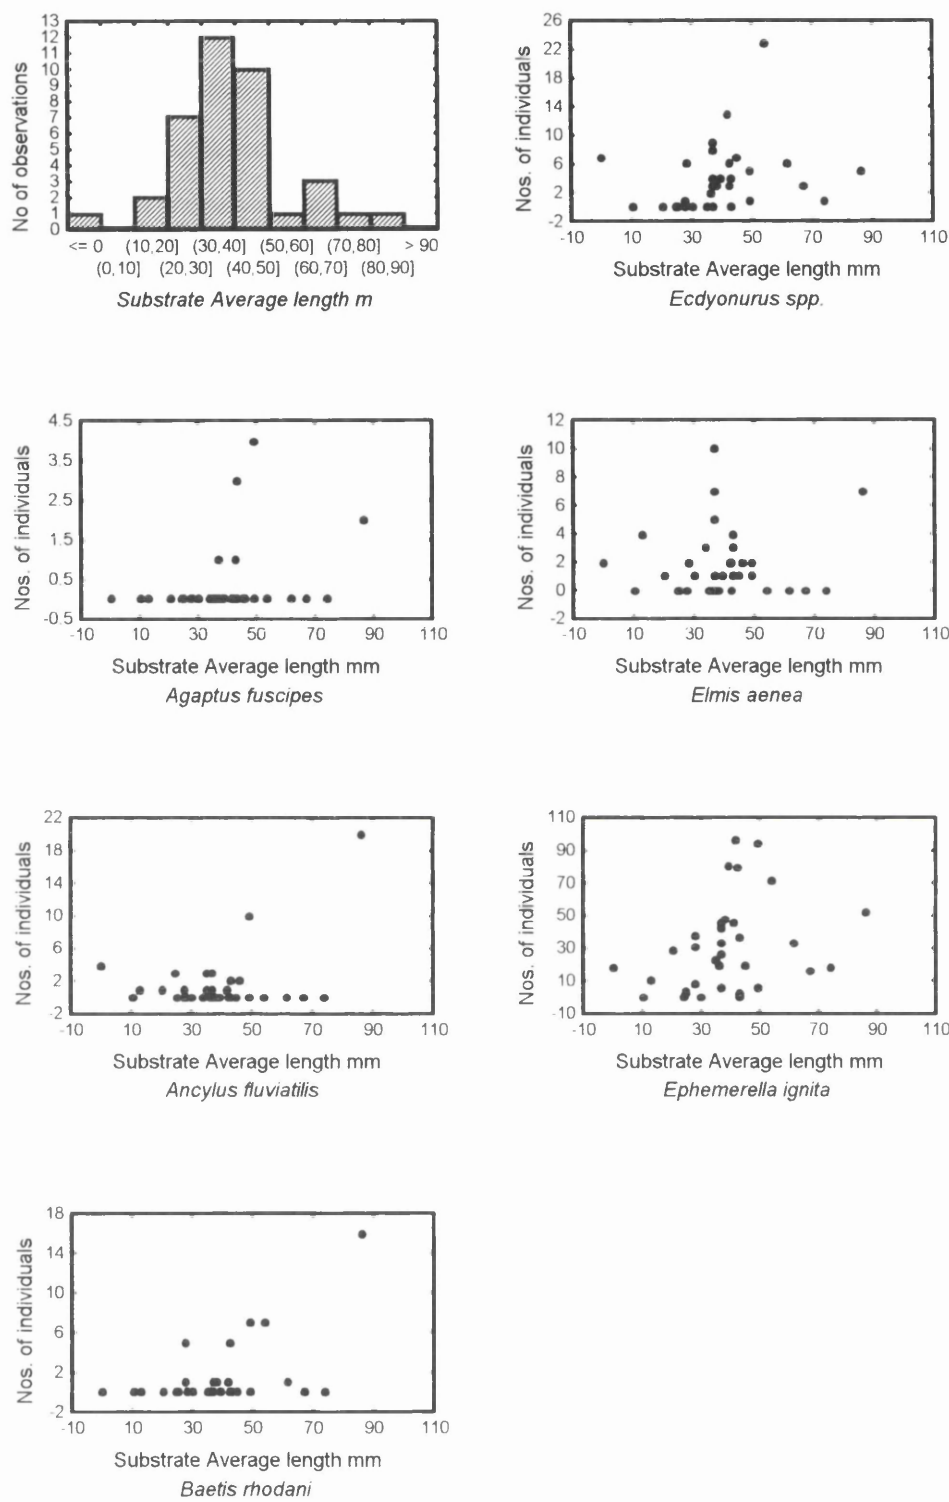 13
12
11
10
9
8
7
6
5
4
3
2
1
0
No of observations
<= 0 (10,20] (30,40] (50,60] (70,80] > 90
(0,10] (20,30] (40,50] (60,70] (80,90]
Substrate Average length m
26
22
18
14
10
6
2
-2
Nos. of individuals
-10 10 30 50 70 90 110
Substrate Average length mm
Ecdyonurus spp.
4.5
3.5
2.5
1.5
0.5
-0.5
Nos. of individuals
-10 10 30 50 70 90 110
Substrate Average length mm
Agaptus fuscipes
12
10
8
6
4
2
0
-2
Nos. of individuals
-10 10 30 50 70 90 110
Substrate Average length mm
Elmis aenea
22
18
14
10
6
2
-2
Nos. of individuals
-10 10 30 50 70 90 110
Substrate Average length mm
Ancylus fluviatilis
110
90
70
50
30
10
-10
Nos. of individuals
-10 10 30 50 70 90 110
Substrate Average length mm
Ephemerella ignita
18
14
10
6
2
-2
Nos. of individuals
-10 10 30 50 70 90 110
Substrate Average length mm
Baetis rhodani